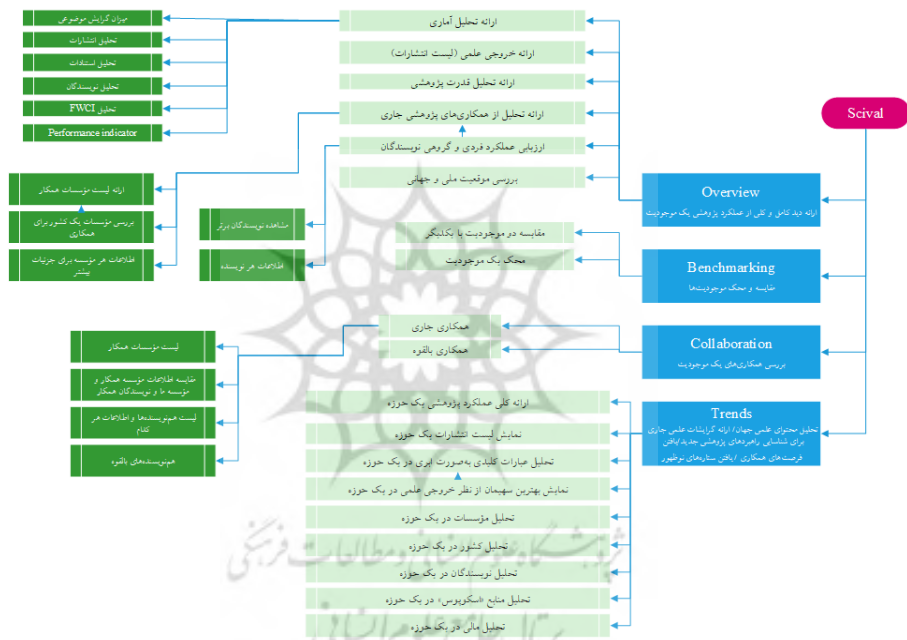 Scival
Overview
ارائه دید کامل و کلی از عملکرد پژوهشی یک موجودیت
ارائه تحلیل آماری
میزان گرایش موضوعی
تحلیل انتشارات
تحلیل استنادات
تحلیل نویسندگان
تحلیل FWCI
Performance indicator
ارائه خروجی علمی (لیست انتشارات)
ارائه تحلیل قدرت پژوهشی
ارائه تحلیل از همکاری‌های پژوهشی جاری
ارائه لیست مؤسسات همکار
بررسی مؤسسات یک کشور برای
همکاری
اطلاعات هر مؤسسه برای جزئیات
بیشتر
ارزیابی عملکرد فردی و گروهی نویسندگان
مشاهده نویسندگان برتر
اطلاعات هر نویسنده
بررسی موقعیت ملی و جهانی
Benchmarking
مقایسه و محک موجودیت‌ها
مقایسه دو موجودیت با یکدیگر
محک یک موجودیت
Collaboration
بررسی همکاری‌های یک موجودیت
همکاری جاری
همکاری بالقوه
لیست مؤسسات همکار
مقایسه اطلاعات مؤسسه همکار و
مؤسسه ما و نویسندگان همکار
لیست هم‌نویسنده‌ها و اطلاعات هر
کدام
هم‌نویسنده‌های بالقوه
Trends
تحلیل محتوای علمی جهان/ ارائه گرایشات علمی جاری
برای شناسایی راهبردهای پژوهشی جدید/یافتن
فرصت‌های همکاری /یافتن ستاره‌های نوظهور
ارائه کلی عملکرد پژوهشی یک حوزه
نمایش لیست انتشارات یک حوزه
تحلیل عبارات کلیدی به‌صورت ابری در یک حوزه
نمایش بهترین سهیمان از نظر خروجی علمی در یک حوزه
تحلیل مؤسسات در یک حوزه
تحلیل کشور در یک حوزه
تحلیل نویسندگان در یک حوزه
تحلیل منابع «اسکوپوس» در یک حوزه
تحلیل مالی در یک حوزه
پژوهشگاه علوم انسانی و مطالعات فرهنگی
پرتال جامع علوم انسانی